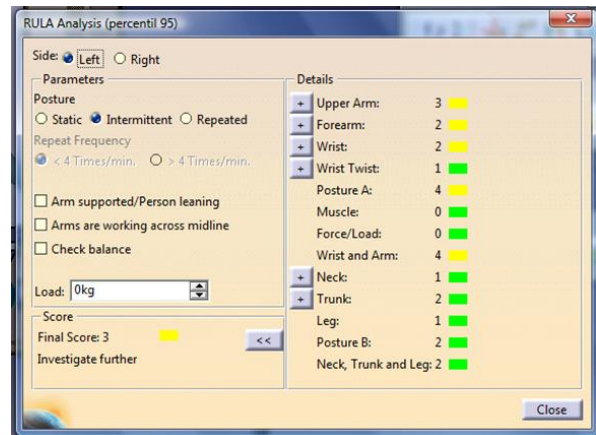 RULA Analysis (percentil 95)
Side: Left Right
Parameters
Posture
Static Intermittent Repeated
Repeat Frequency
< 4 Times/min. > 4 Times/min.
Arm supported/Person leaning
Arms are working across midline
Check balance
Load: 0kg
Score
Final Score: 3
<<
Investigate further
Details
+ Upper Arm: 3
+ Forearm: 2
+ Wrist: 2
+ Wrist Twist: 1
Posture A: 4
Muscle: 0
Force/Load: 0
Wrist and Arm: 4
+ Neck: 1
+ Trunk: 2
Leg: 1
Posture B: 2
Neck, Trunk and Leg: 2
Close